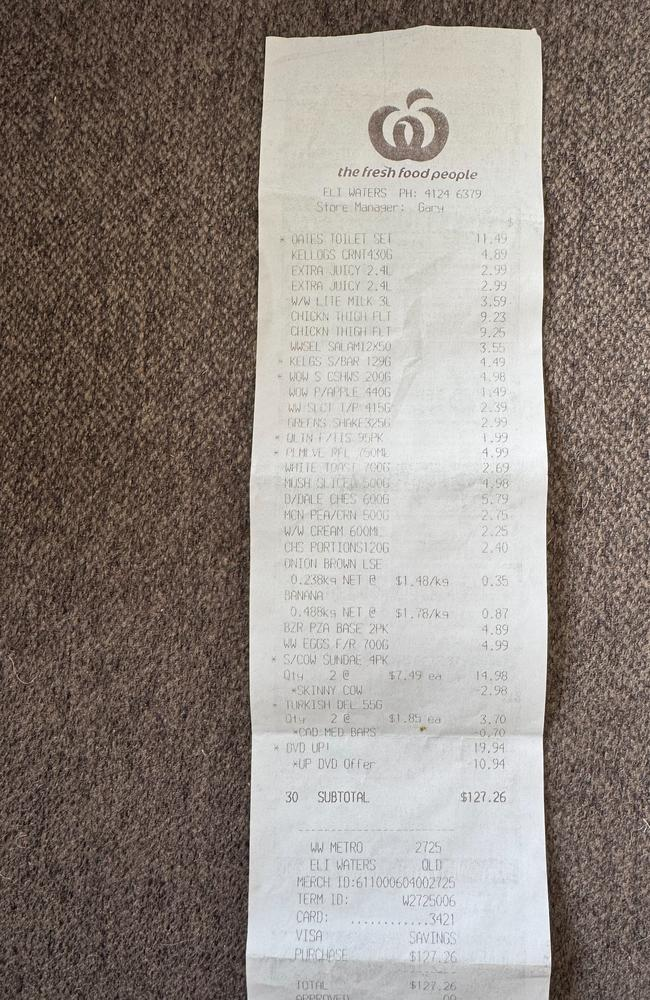 the fresh food people
ELI WATERS PH: 4124 6379
Store Manager: Gary
$
* OATES TOILET SET 11.49
KELLOGS CRNT430G 4.89
EXTRA JUICY 2.4L 2.99
EXTRA JUICY 2.4L 2.99
W/W LITE MILK 3L 3.59
CHICKN THIGH FLT 9.23
CHICKN THIGH FLT 9.25
WWSEL SALAM12X50 3.55
* KELGS S/BAR 129G 4.49
* WOW S CSHWS 200G 4.98
WOW P/APPLE 440G 1.49
WW SLCT T/P 415G 2.39
GREENS SHAKE325G 2.99
* QLTN F/TIS 95PK 1.99
* PLMLVE RFL 750ML 4.99
WHITE TOAST 700G 2.69
MUSH SLICED 500G 4.98
D/DALE CHES 600G 5.79
MCN PEA/CRN 500G 2.75
W/W CREAM 600ML 2.25
CHS PORTIONS120G 2.40
ONION BROWN LSE
0.238kg NET @ $1.48/kg 0.35
BANANA
0.488kg NET @ $1.78/kg 0.87
BZR PZA BASE 2PK 4.89
WW EGGS F/R 700G 4.99
* S/COW SUNDAE 4PK
Qty 2 @ $7.49 ea 14.98
*SKINNY COW -2.98
* TURKISH DEL 55G
Qty 2 @ $1.85 ea 3.70
*CAD MED BARS -0.70
* DVD UP! 19.94
*UP DVD Offer -10.94
30 SUBTOTAL $127.26
WW METRO 2725
ELI WATERS QLD
MERCH ID:611000604002725
TERM ID: W2725006
CARD: ............3421
VISA SAVINGS
PURCHASE $127.26
TOTAL $127.26
APPROVED 00